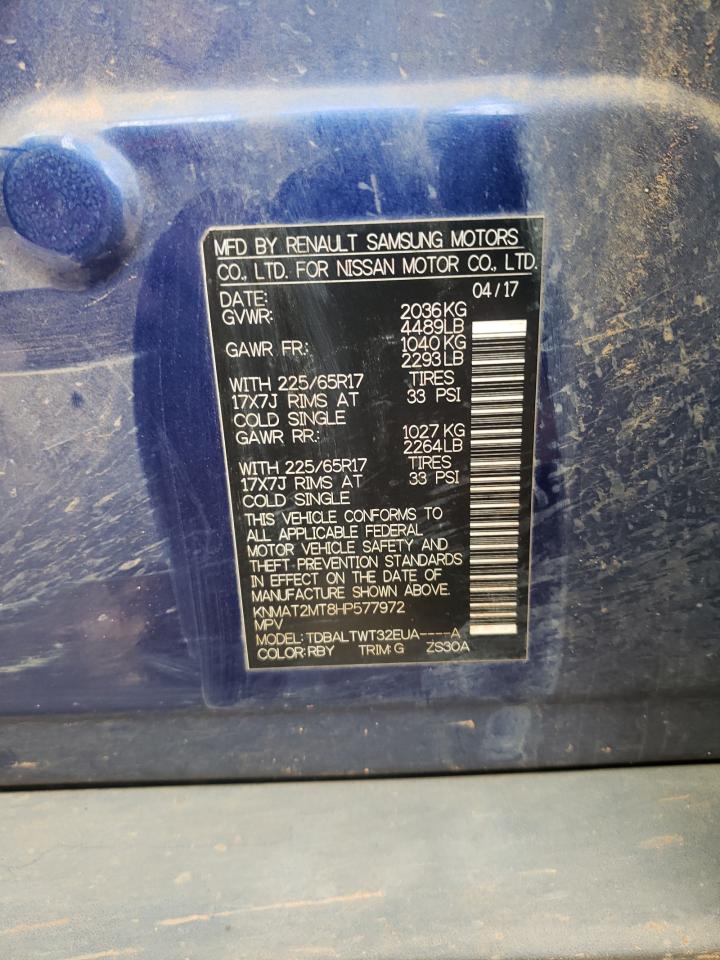 MFD BY RENAULT SAMSUNG MOTORS
CO., LTD. FOR NISSAN MOTOR CO., LTD.
DATE: 04/17
GVWR: 2036KG
4489LB
GAWR FR: 1040 KG
2293LB
WITH 225/65R17 TIRES
17X7J RIMS AT 33 PSI
COLD SINGLE
GAWR RR: 1027 KG
2264LB
WITH 225/65R17 TIRES
17X7J RIMS AT 33 PSI
COLD SINGLE
THIS VEHICLE CONFORMS TO
ALL APPLICABLE FEDERAL
MOTOR VEHICLE SAFETY AND
THEFT PREVENTION STANDARDS
IN EFFECT ON THE DATE OF
MANUFACTURE SHOWN ABOVE.
KNMAT2MT8HP577972
MPV
MODEL: TDBALTWT32EUA----A
COLOR: RBY TRIM: G ZS30A